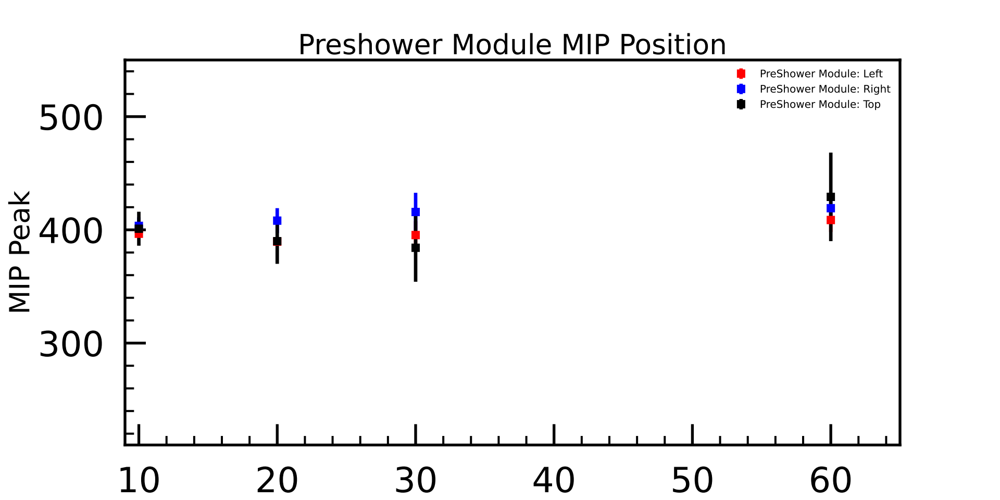 Preshower Module MIP Position
PreShower Module: Left
PreShower Module: Right
PreShower Module: Top
MIP Peak
500
400
300
10 20 30 40 50 60